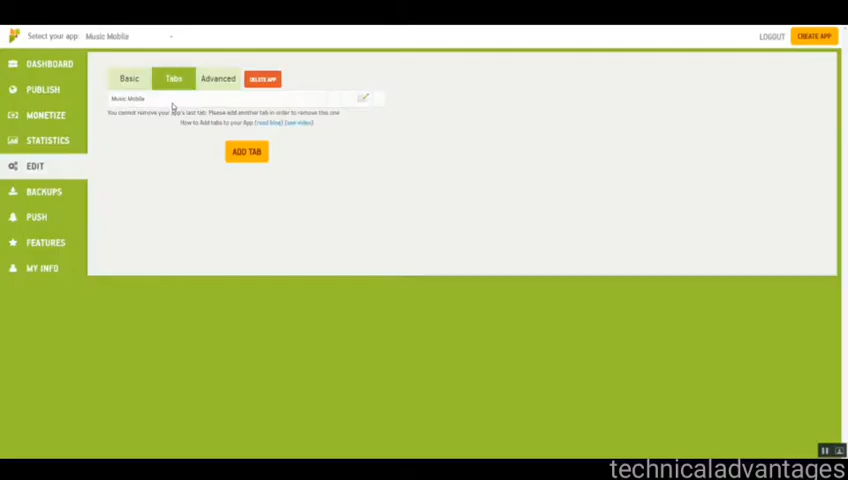 Select your app: Music Mobile
LOGOUT
CREATE APP
DASHBOARD
PUBLISH
MONETIZE
STATISTICS
EDIT
BACKUPS
PUSH
FEATURES
MY INFO
Basic
Tabs
Advanced
DELETE APP
Music Mobile
You cannot remove your app's last tab. Please add another tab in order to remove this one
How to Add tabs to your App (read blog) (see video)
ADD TAB
technicaladvantages